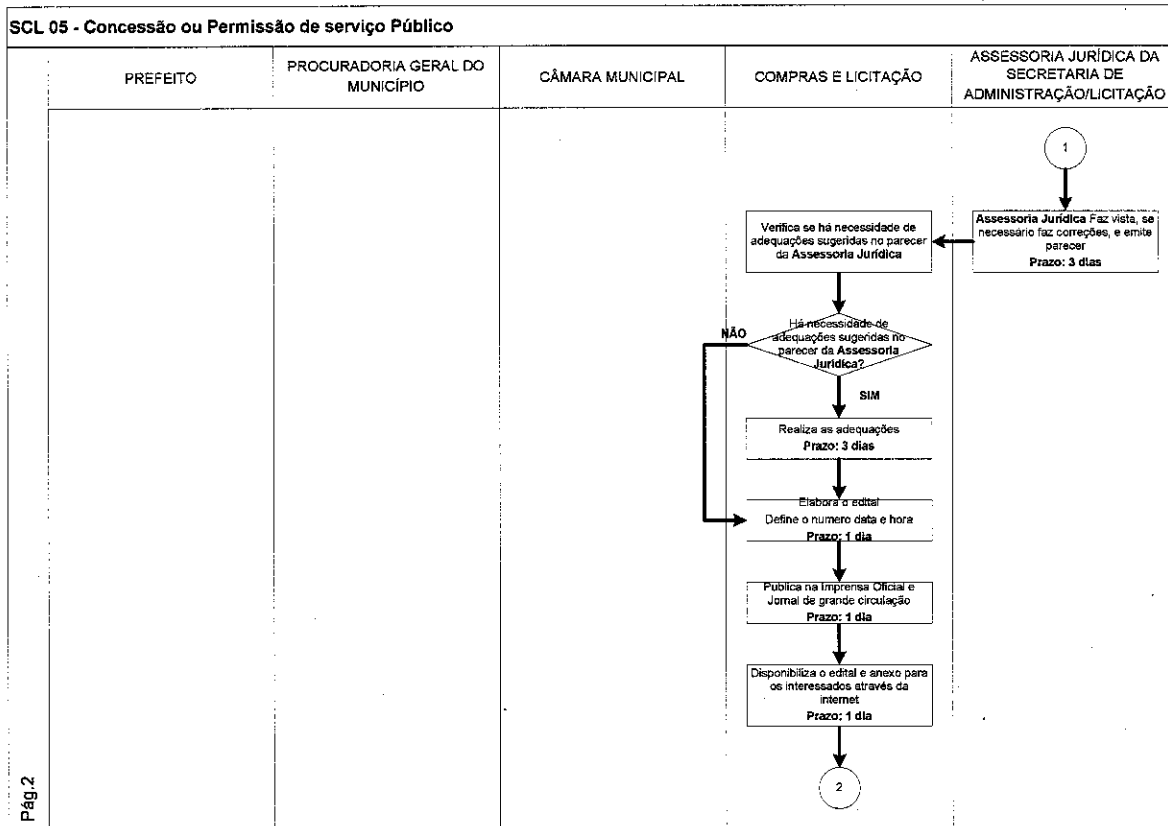 SCL 05 - Concessão ou Permissão de serviço Público
PREFEITO
PROCURADORIA GERAL DO
MUNICÍPIO
CÂMARA MUNICIPAL
COMPRAS E LICITAÇÃO
ASSESSORIA JURÍDICA DA
SECRETARIA DE
ADMINISTRAÇÃO/LICITAÇÃO
1
Assessoria Jurídica Faz vista, se
necessário faz correções, e emite
parecer
Prazo: 3 dias
Verifica se há necessidade de
adequações sugeridas no parecer
da Assessoria Jurídica
Há necessidade de
adequações sugeridas no
parecer da Assessoria
Jurídica?
NÃO
SIM
Realiza as adequações
Prazo: 3 dias
Elabora o edital
Define o numero data e hora
Prazo: 1 dia
Publica na Imprensa Oficial e
Jornal de grande circulação
Prazo: 1 dia
Disponibiliza o edital e anexo para
os interessados através da
internet
Prazo: 1 dia
2
Pág.2